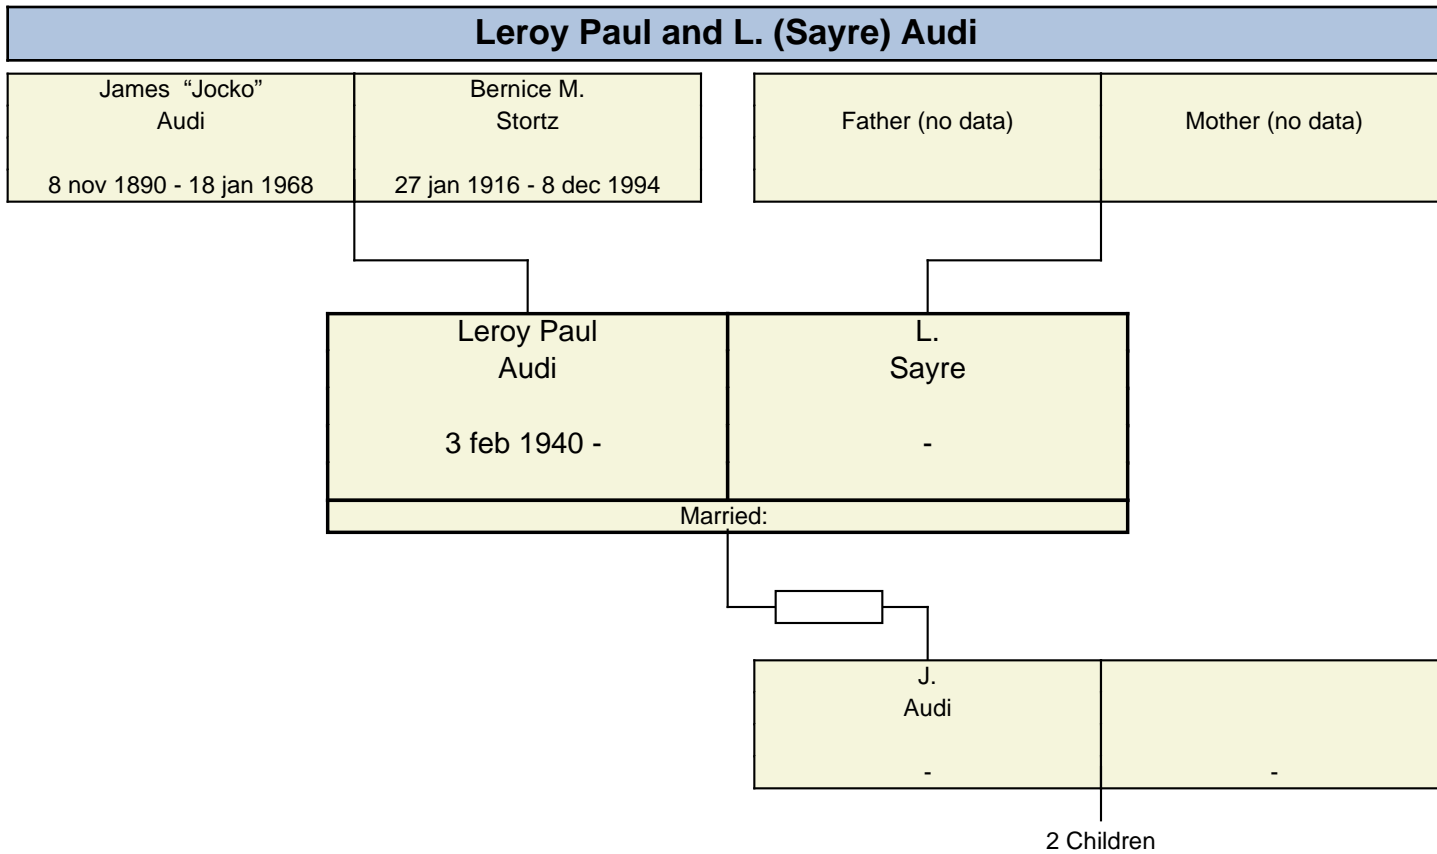 Leroy Paul and L. (Sayre) Audi
James “Jocko”
Audi
8 nov 1890 - 18 jan 1968
Bernice M.
Stortz
27 jan 1916 - 8 dec 1994
Father (no data)
Mother (no data)
Leroy Paul
Audi
3 feb 1940 -
L.
Sayre
-
Married:
J.
Audi
-
-
2 Children